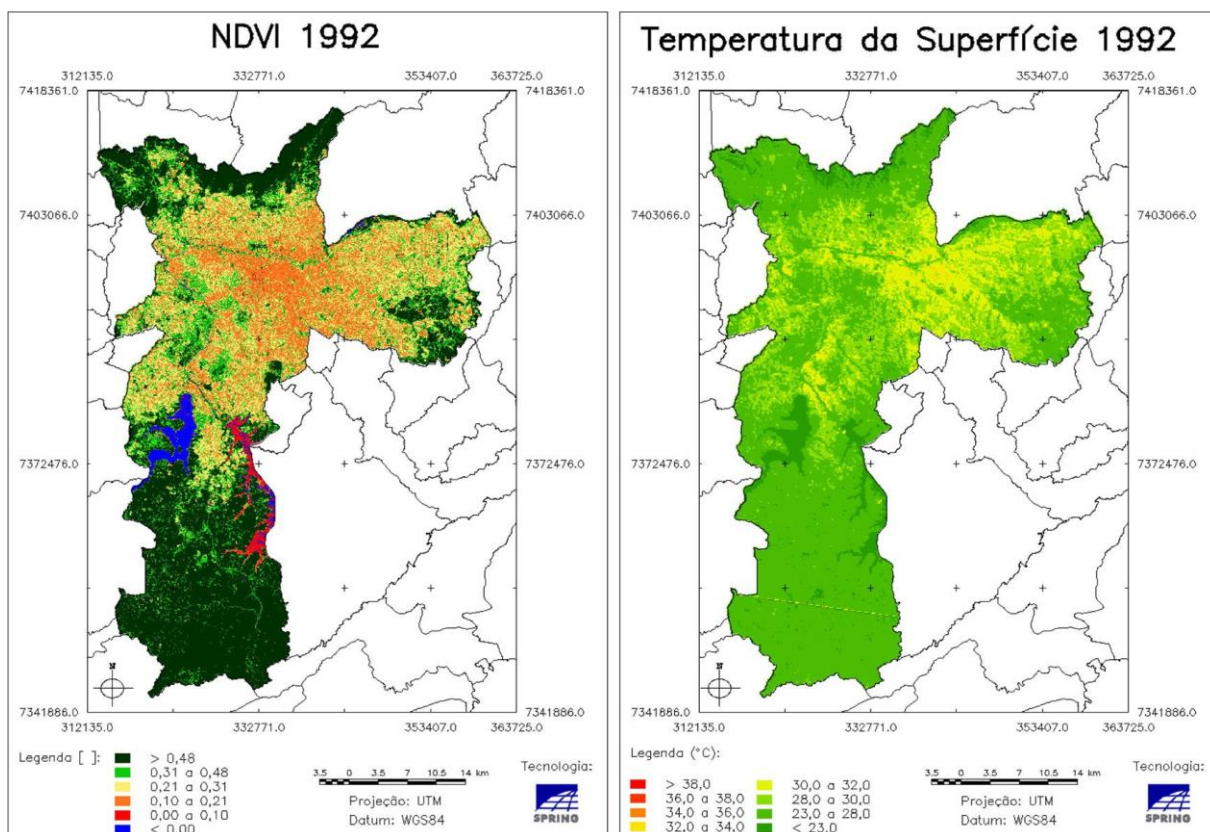 NDVI 1992
312135.0 332771.0 353407.0 363725.0
7418361.0 7418361.0
7403066.0 7403066.0
7372476.0 7372476.0
N
7341886.0 7341886.0
312135.0 332771.0 353407.0 363725.0
Legenda [ ]:
> 0,48
0,31 a 0,48
0,21 a 0,31
0,10 a 0,21
0,00 a 0,10
< 0,00
3.5 0 3.5 7 10.5 14 km
Projeção: UTM
Datum: WGS84
Tecnologia:
SPRING
Temperatura da Superfície 1992
312135.0 332771.0 353407.0 363725.0
7418361.0 7418361.0
7403066.0 7403066.0
7372476.0 7372476.0
N
7341886.0 7341886.0
312135.0 332771.0 353407.0 363725.0
Legenda (°C):
> 38,0
36,0 a 38,0
34,0 a 36,0
32,0 a 34,0
30,0 a 32,0
28,0 a 30,0
23,0 a 28,0
< 23,0
3.5 0 3.5 7 10.5 14 km
Projeção: UTM
Datum: WGS84
Tecnologia:
SPRING